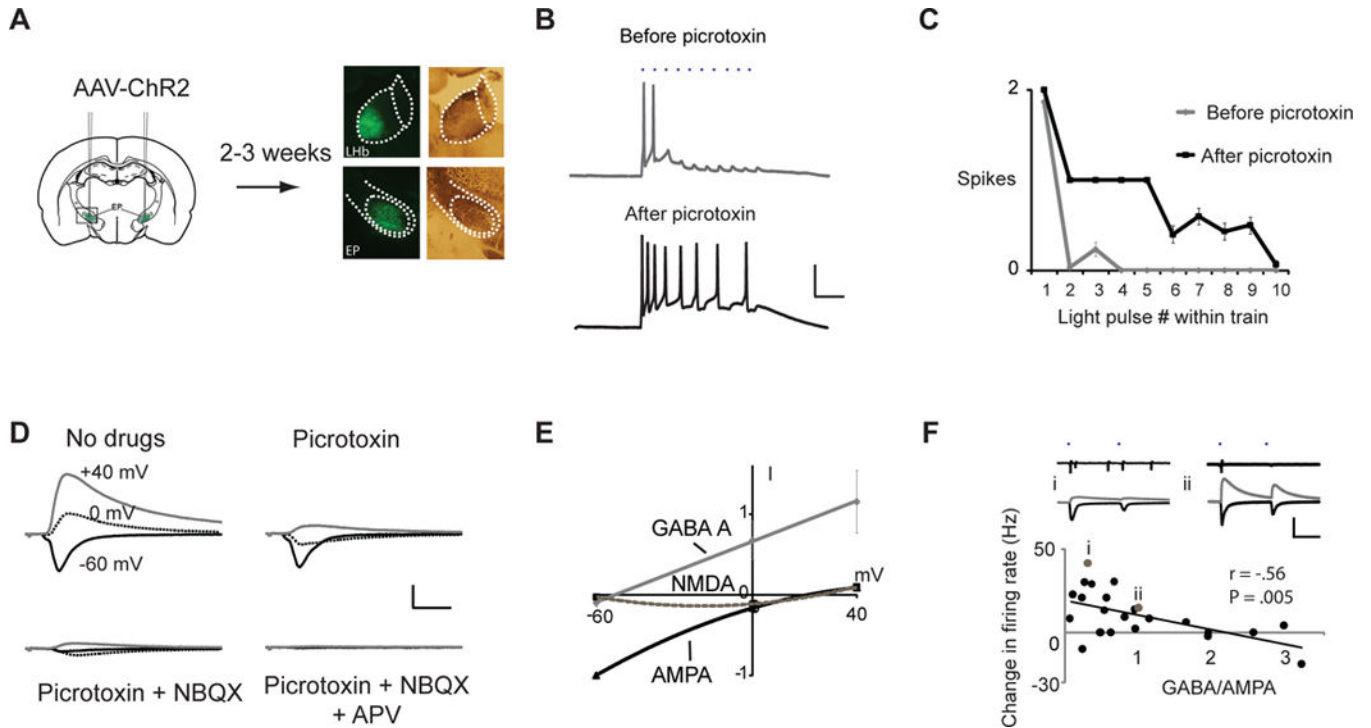 A
AAV-ChR2
EP
2-3 weeks
LHb
EP
B
Before picrotoxin
After picrotoxin
C
2
Spikes
0
Before picrotoxin
After picrotoxin
1 2 3 4 5 6 7 8 9 10
Light pulse # within train
D
No drugs
Picrotoxin
+40 mV
0 mV
-60 mV
Picrotoxin + NBQX
Picrotoxin + NBQX
+ APV
E
I
1
GABA A
NMDA
mV
0
-60
40
AMPA
-1
F
i
ii
Change in firing rate (Hz)
50
0
-30
i
ii
r = -.56
P = .005
1 2 3
GABA/AMPA